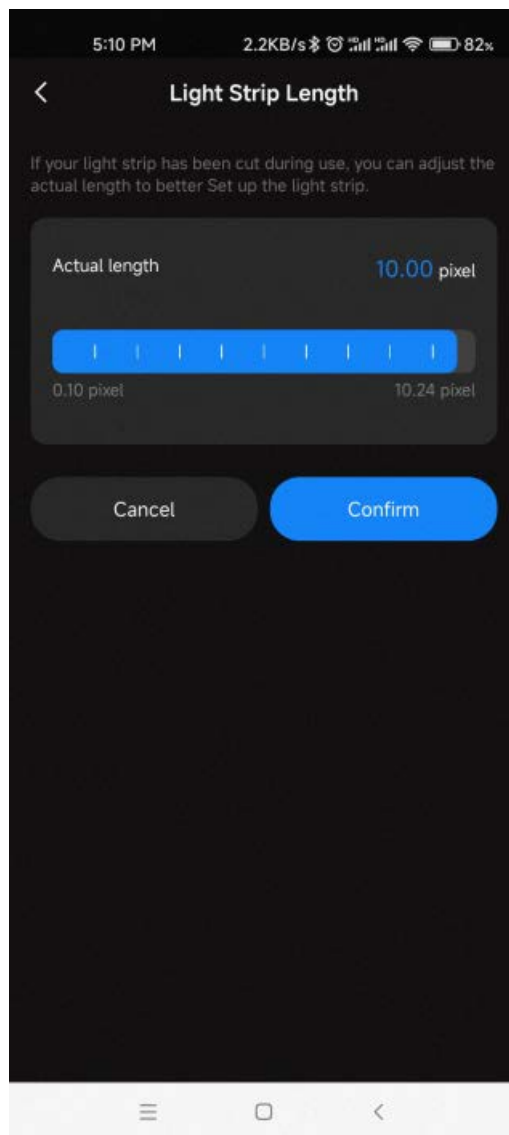 5:10 PM 2.2KB/s HD HD 82%
Light Strip Length
If your light strip has been cut during use, you can adjust the
actual length to better Set up the light strip.
Actual length 10.00 pixel
0.10 pixel 10.24 pixel
Cancel Confirm